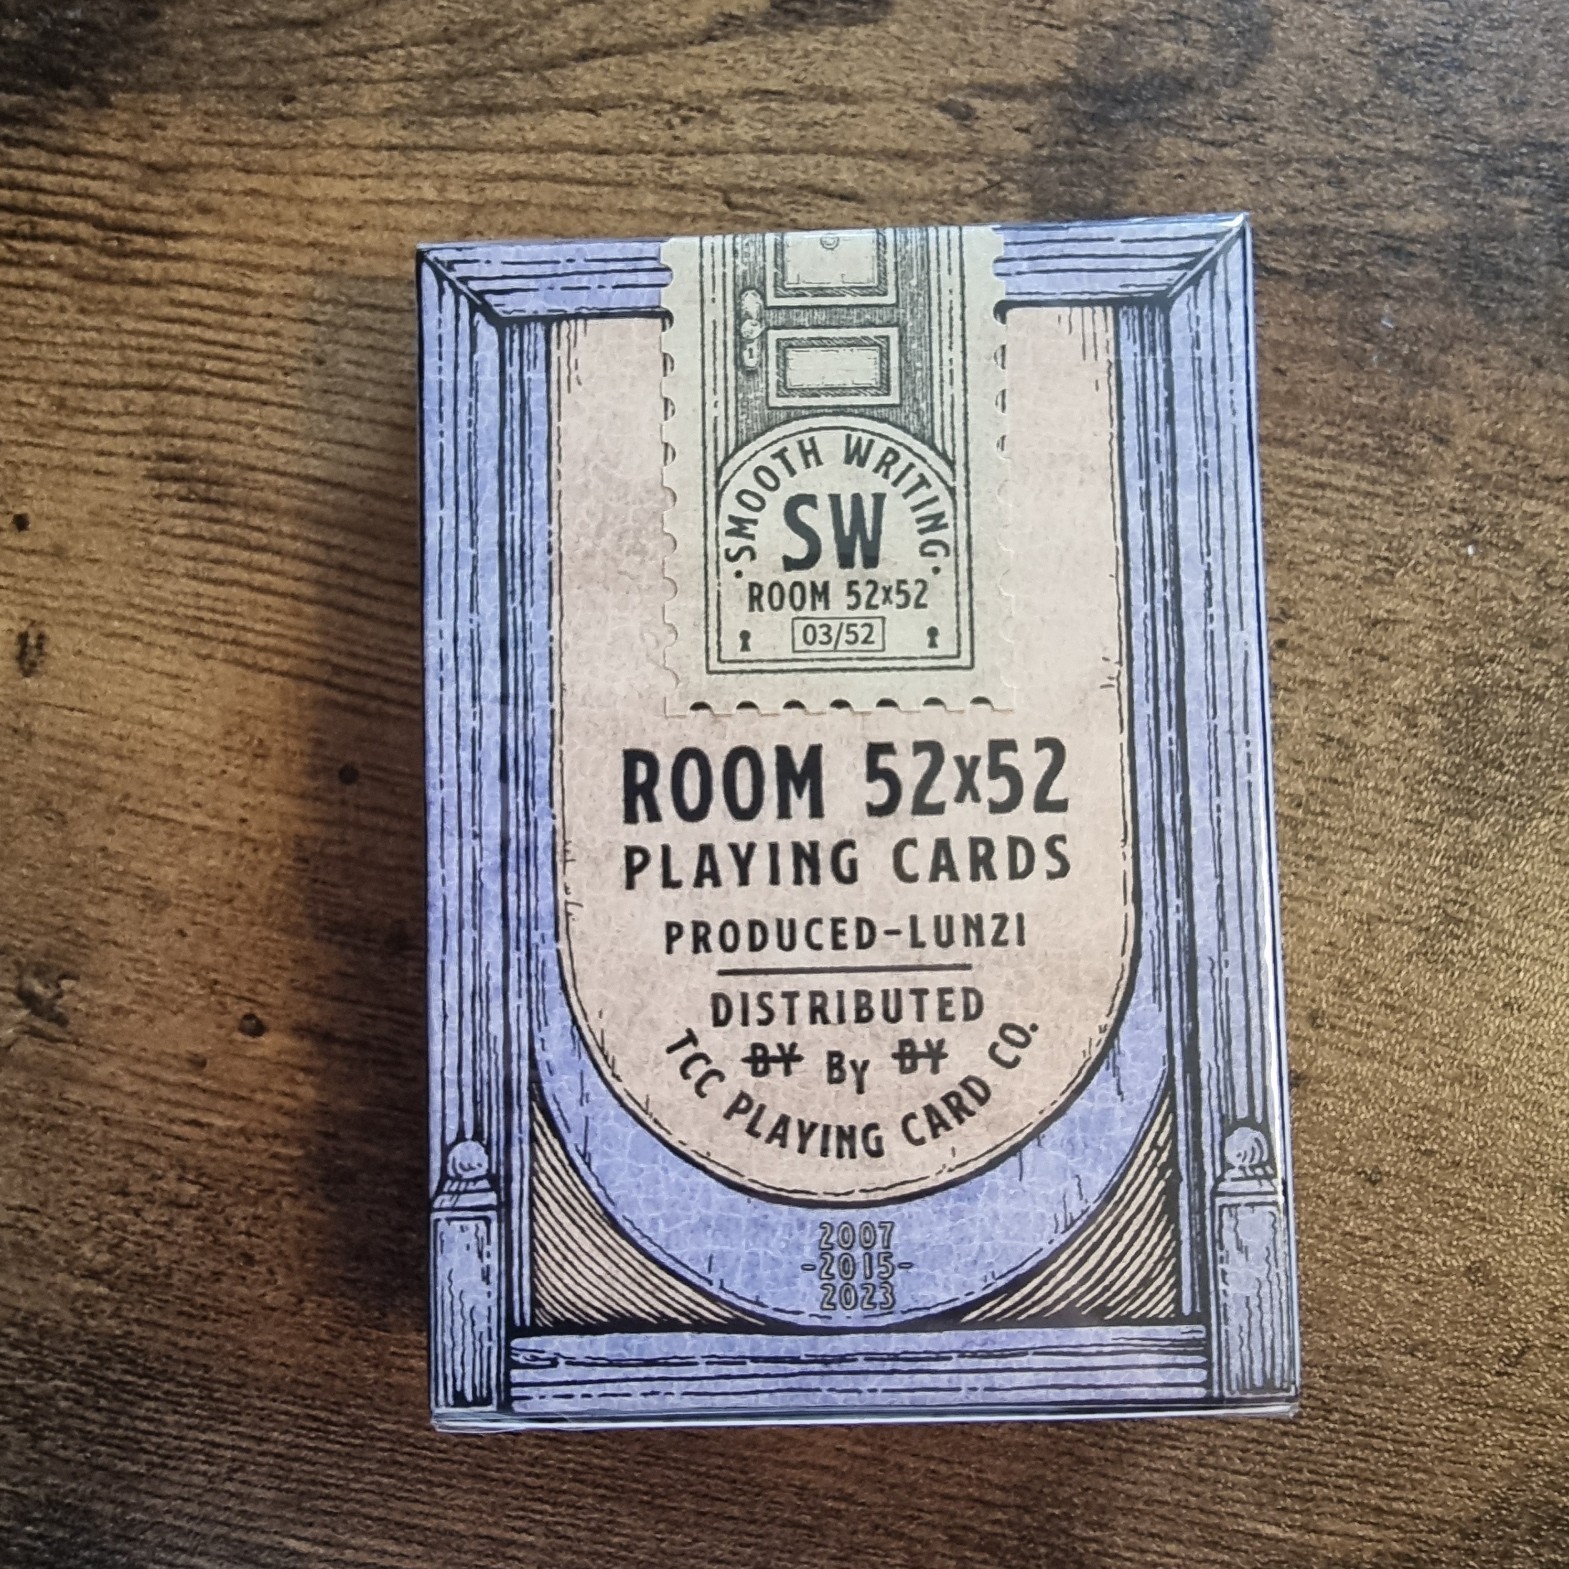 ·SMOOTH WRITING·
SW
ROOM 52x52
03/52
ROOM 52x52
PLAYING CARDS
PRODUCED-LUNZI
DISTRIBUTED
BY By BY
TCC PLAYING CARD CO.
2007
-2015-
2023